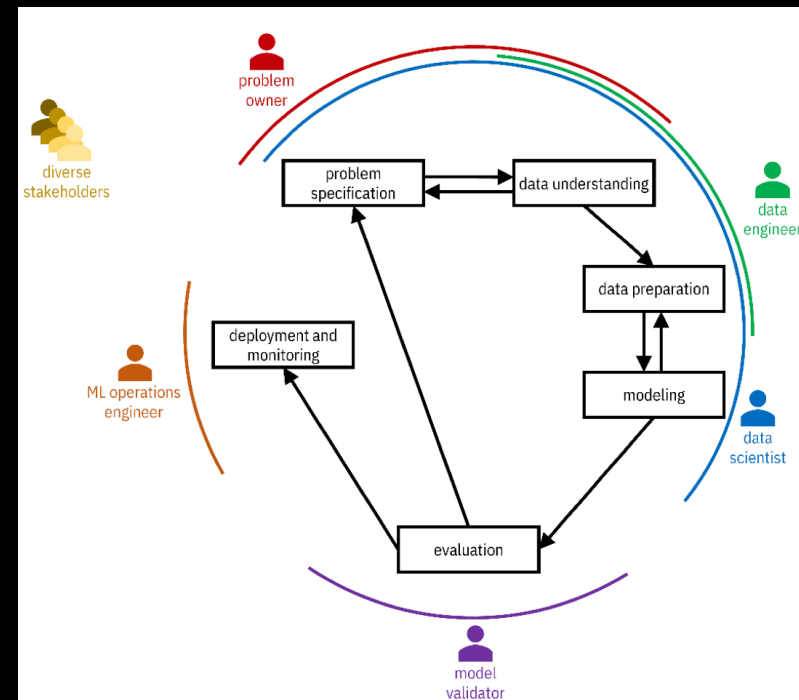 problem
owner
diverse
stakeholders
problem
specification
data understanding
data
engineer
data preparation
deployment and
monitoring
ML operations
engineer
modeling
data
scientist
evaluation
model
validator